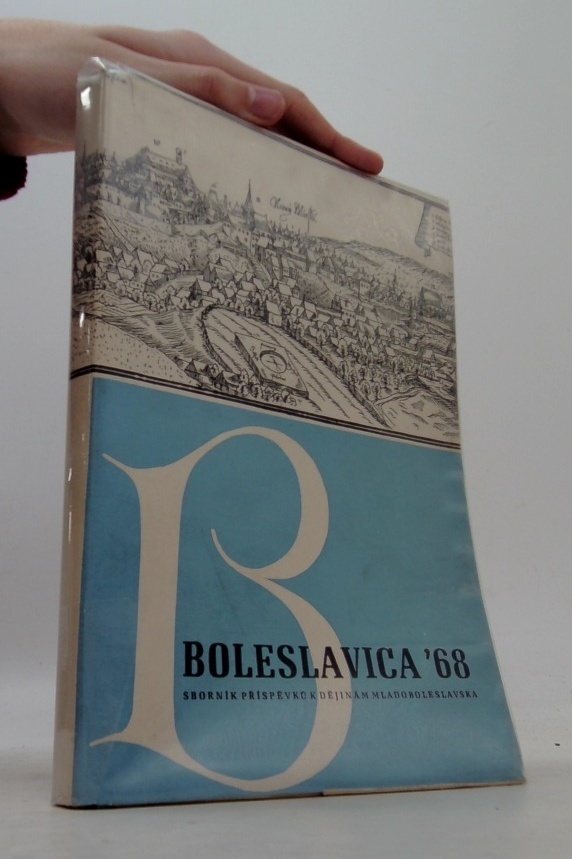 B
BOLESLAVICA '68
SBORNÍK PŘÍSPĚVKŮ K DĚJINÁM MLADOBOLESLAVSKA